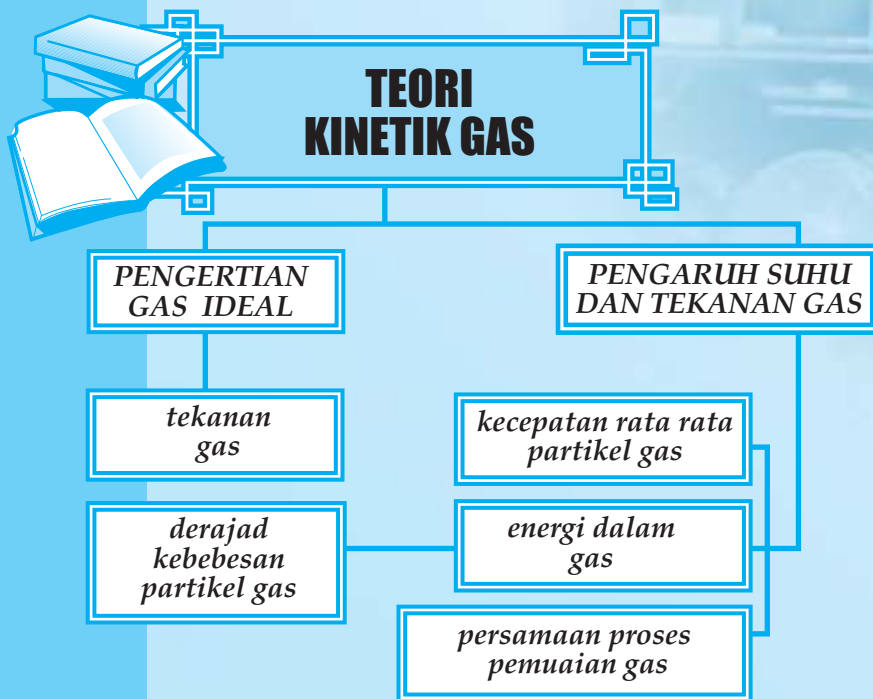 TEORI
KINETIK GAS
PENGERTIAN
GAS IDEAL
PENGARUH SUHU
DAN TEKANAN GAS
tekanan
gas
kecepatan rata rata
partikel gas
derajad
kebebesan
partikel gas
energi dalam
gas
persamaan proses
pemuaian gas